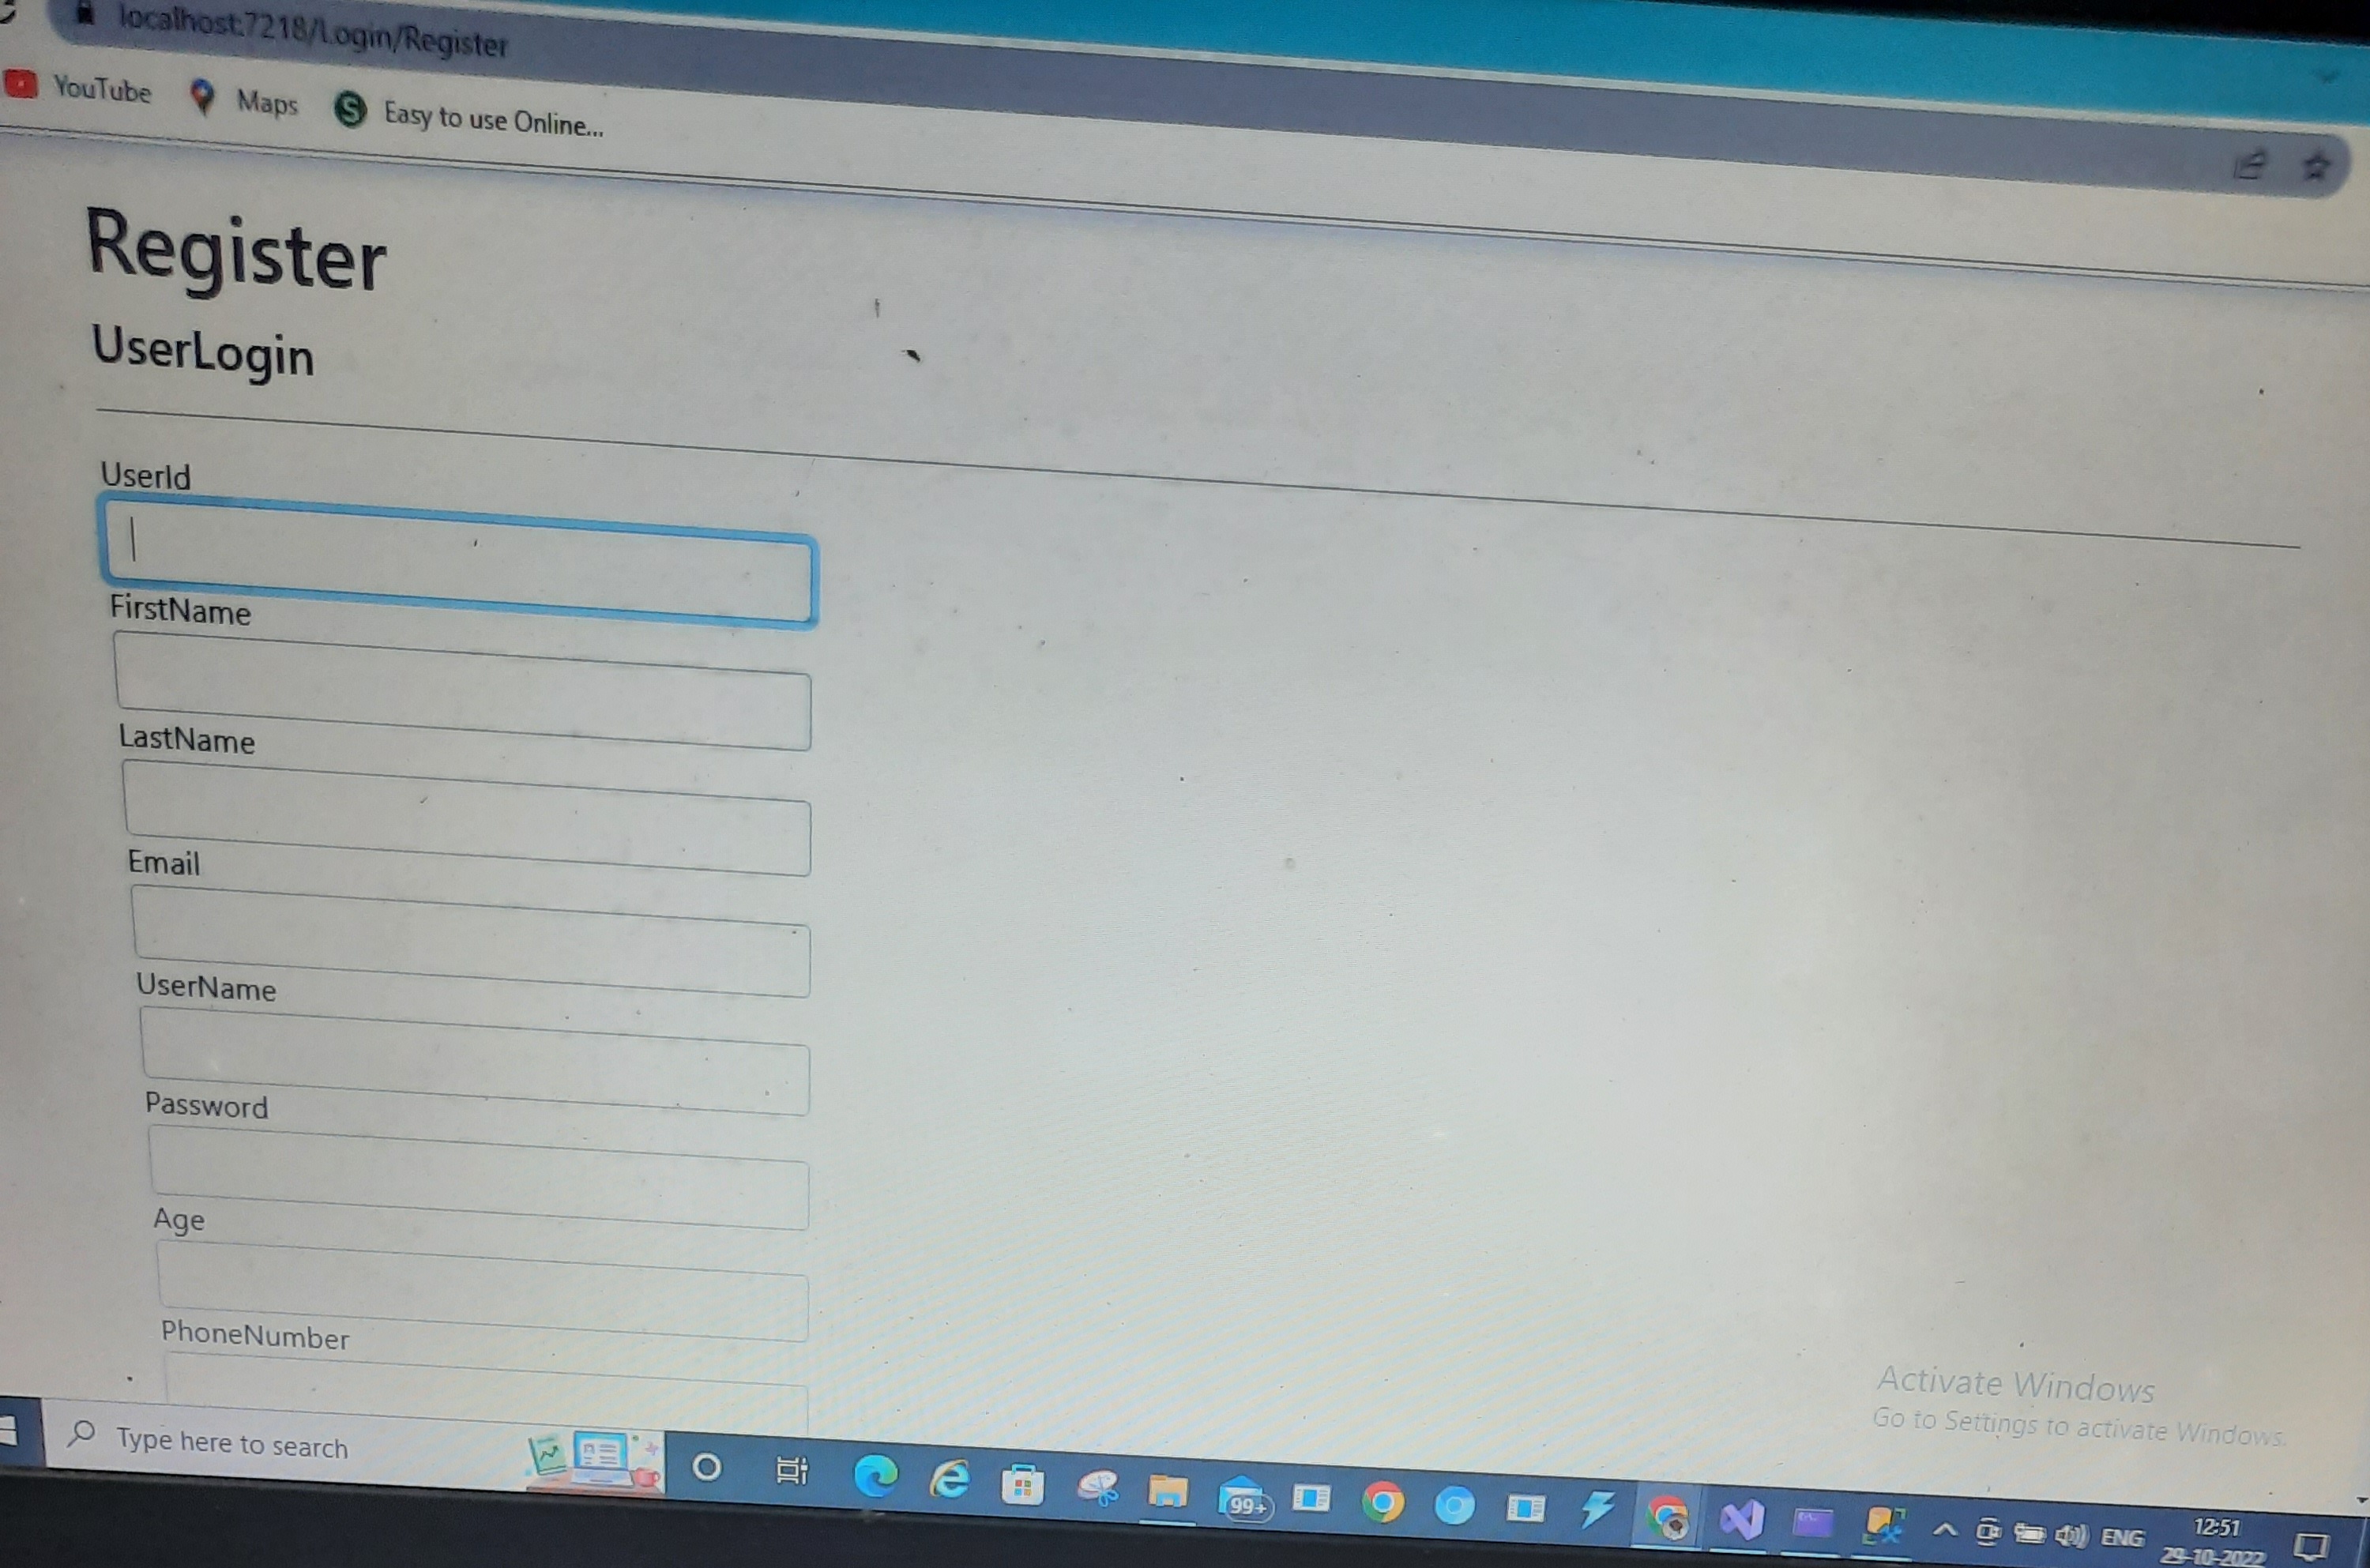 localhost:7218/Login/Register
YouTube Maps Easy to use Online...
Register
UserLogin
UserId
FirstName
LastName
Email
UserName
Password
Age
PhoneNumber
Activate Windows
Go to Settings to activate Windows.
Type here to search
99+
ENG
12:51
29-10-2022